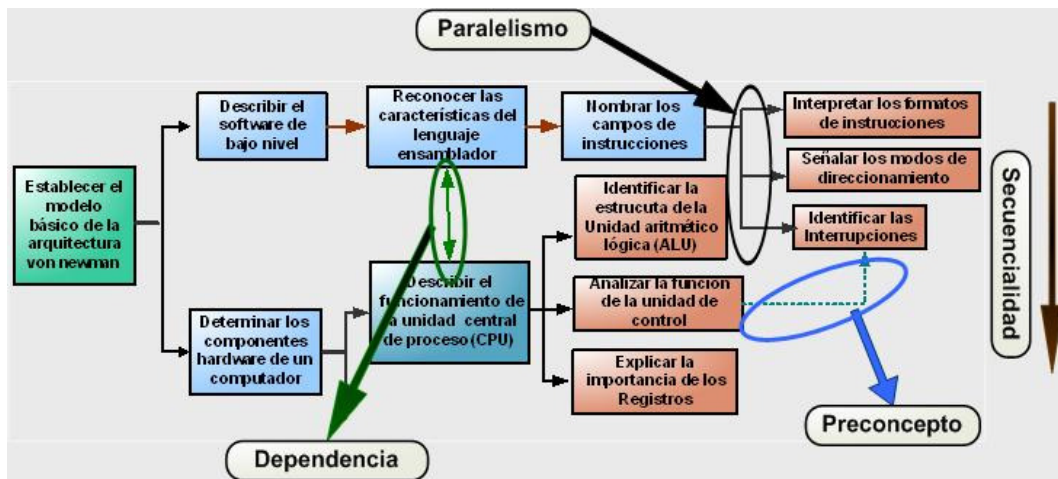 Paralelismo
Describir el
software de
bajo nivel
Reconocer las
características del
lenguaje
ensamblador
Nombrar los
campos de
instrucciones
Interpretar los formatos
de instrucciones
Señalar los modos de
direccionamiento
Identificar las
Interrupciones
Establecer el
modelo
básico de la
arquitectura
von newman
Identificar la
estrucuta de la
Unidad aritmético
lógica (ALU)
Determinar los
componentes
hardware de un
computador
Describir el
funcionamiento de
la unidad central
de proceso (CPU)
Analizar la función
de la unidad de
control
Explicar la
importancia de los
Registros
Secuencialidad
Dependencia
Preconcepto